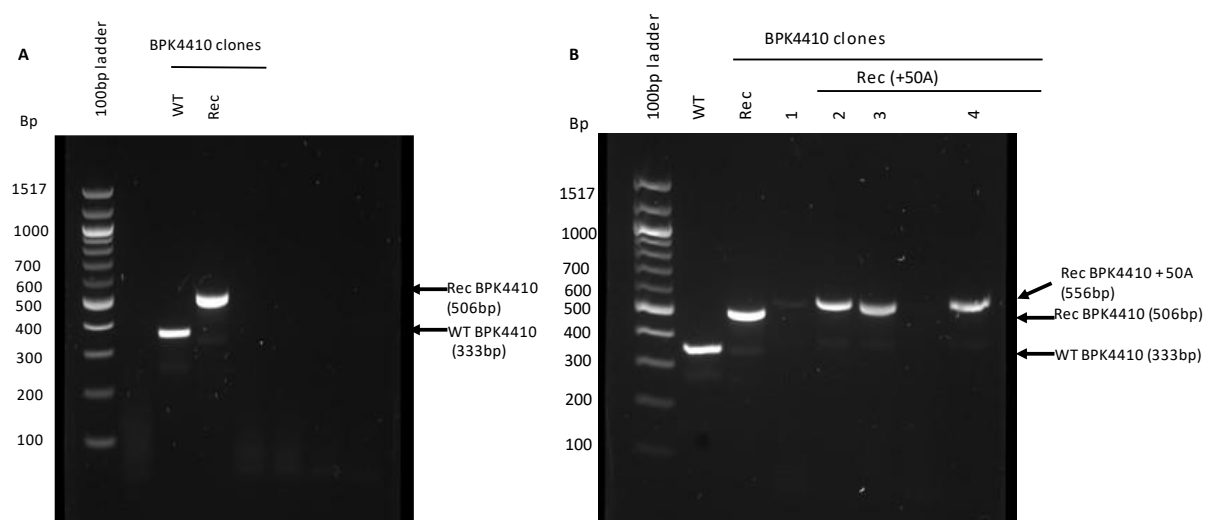 A
100bp ladder
BPK4410 clones
WT
Rec
Bp
1517
1000
700
600
500
400
300
200
100
Rec BPK4410
(506bp)
WT BPK4410
(333bp)
B
100bp ladder
BPK4410 clones
Rec (+50A)
WT
Rec
1
2
3
4
Bp
1517
1000
700
600
500
400
300
200
100
Rec BPK4410 +50A
(556bp)
Rec BPK4410 (506bp)
WT BPK4410 (333bp)